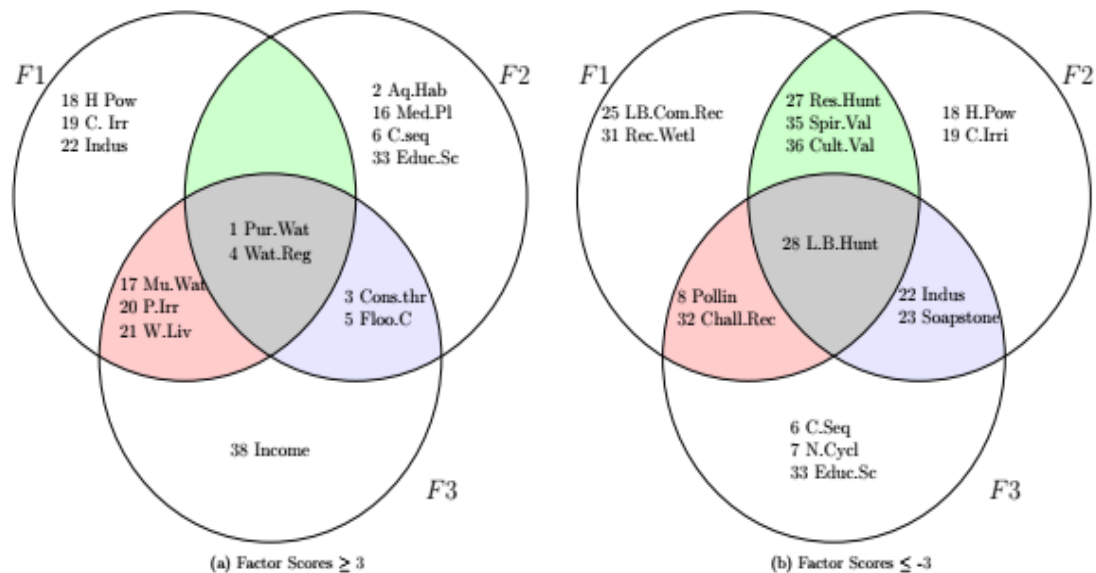 F1
F2
18 H Pow
19 C. Irr
22 Indus
2 Aq.Hab
16 Med.Pl
6 C.seq
33 Educ.Sc
1 Pur.Wat
4 Wat.Reg
17 Mu.Wat
20 P.Irr
21 W.Liv
3 Cons.thr
5 Floo.C
38 Income
F3
(a) Factor Scores ≥ 3
F1
F2
25 LB.Com.Rec
31 Rec.Wetl
27 Res.Hunt
35 Spir.Val
36 Cult.Val
18 H.Pow
19 C.Irri
28 L.B.Hunt
8 Pollin
32 Chall.Rec
22 Indus
23 Soapstone
6 C.Seq
7 N.Cycl
33 Educ.Sc
F3
(b) Factor Scores ≤ -3